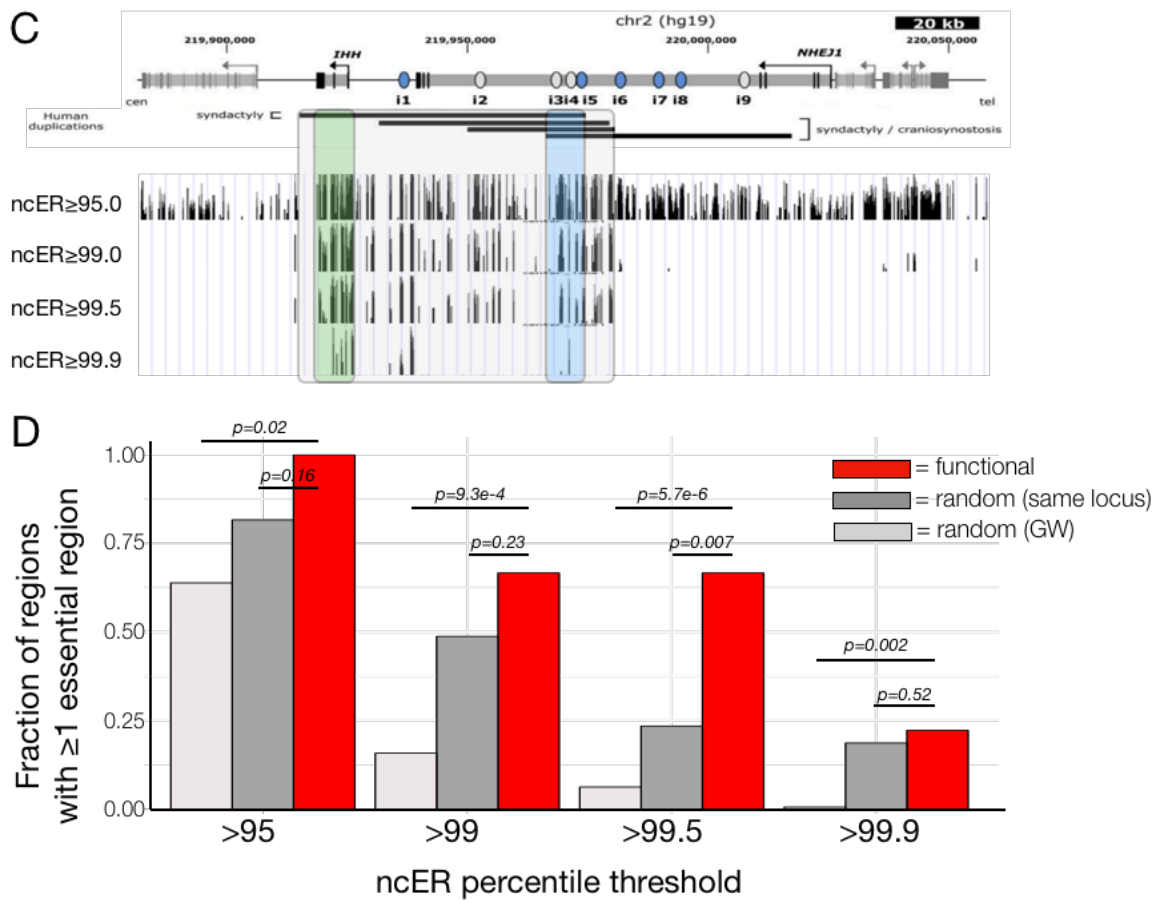 C
chr2 (hg19)
20 kb
219,900,000 219,950,000 220,000,000 220,050,000
IHH NHEJ1
cen i1 i2 i3 i4 i5 i6 i7 i8 i9 tel
Human
duplications
syndactyly
syndactyly / craniosynostosis
ncER≥95.0
ncER≥99.0
ncER≥99.5
ncER≥99.9
D
Fraction of regions
with ≥1 essential region
1.00
0.75
0.50
0.25
0.00
p=0.02
p=0.16
p=9.3e-4
p=0.23
p=5.7e-6
p=0.007
p=0.002
p=0.52
= functional
= random (same locus)
= random (GW)
>95 >99 >99.5 >99.9
ncER percentile threshold